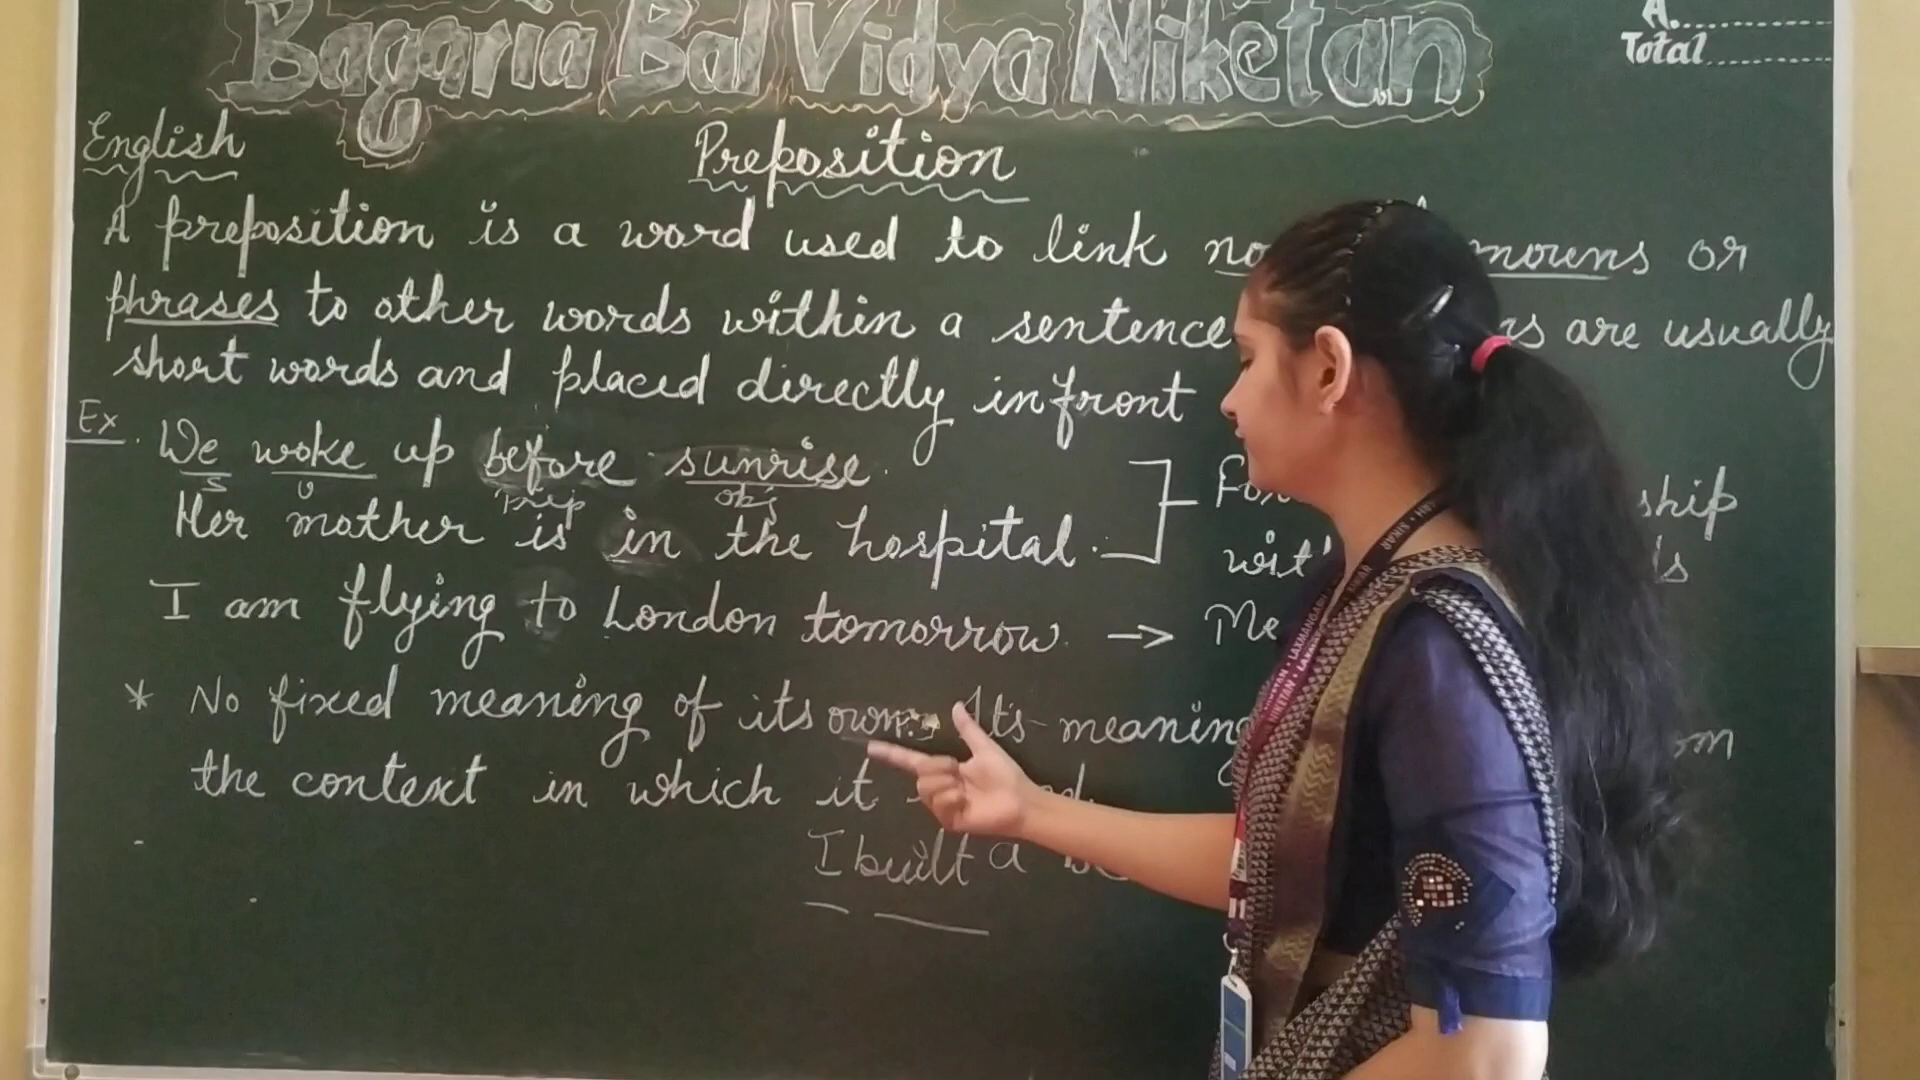 Bagaria Bal Vidya Niketan
A..........
Total..........
English
Preposition
A preposition is a word used to link nouns or
phrases to other words within a sentence are usually
short words and placed directly in front
Ex. We woke up before sunrise.
S V Prep obj
Her mother is in the hospital.
I am flying to London tomorrow. →
* No fixed meaning of its own. Its meaning
the context in which it
I built a